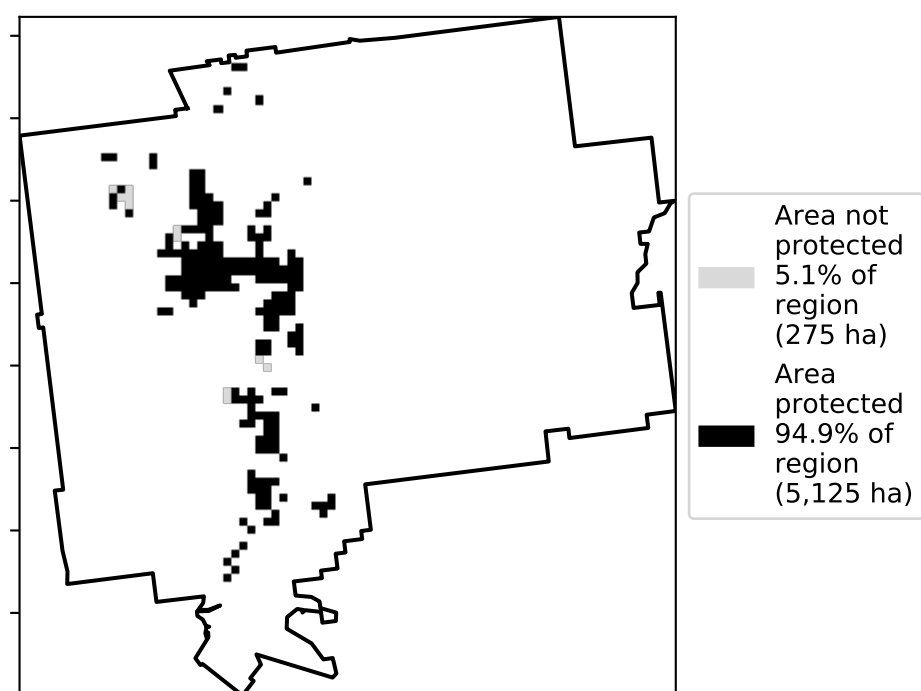 Area not
protected
5.1% of
region
(275 ha)
Area
protected
94.9% of
region
(5,125 ha)